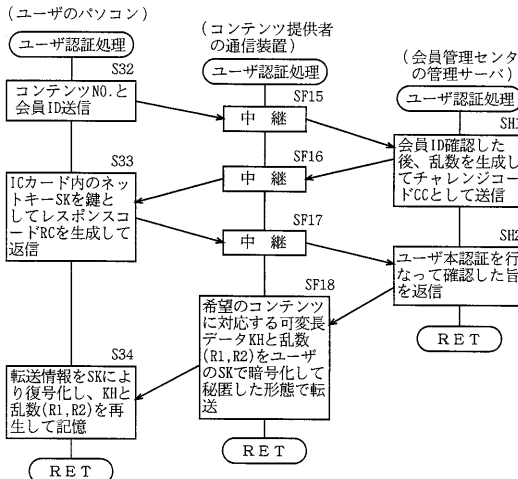 (ユーザのパソコン)
ユーザ認証処理
S32
コンテンツNO.と
会員ID送信
S33
ICカード内のネッ
トキーSKを鍵と
してレスポンスコ
ードRCを生成して
返信
S34
転送情報をSKによ
り復号化し、KHと
乱数(R1,R2)を再
生して記憶
RET
(コンテンツ提供者
の通信装置)
ユーザ認証処理
SF15
中 継
SF16
中 継
SF17
中 継
SF18
希望のコンテンツ
に対応する可変長
データKHと乱数
(R1,R2)をユーザ
のSKで暗号化して
秘匿した形態で転
送
RET
(会員管理センタ
の管理サーバ)
ユーザ認証処理
SH1
会員ID確認した
後、乱数を生成し
てチャレンジコー
ドCCとして送信
SH2
ユーザ本認証を行
なって確認した旨
を返信
RET